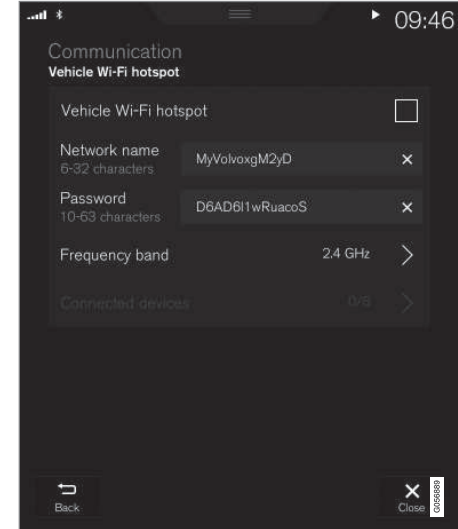 09:46
Communication
Vehicle Wi-Fi hotspot
Vehicle Wi-Fi hotspot
Network name
6-32 characters
MyVolvoxgM2yD
Password
10-63 characters
D6AD6I1wRuacoS
Frequency band 2.4 GHz
Connected devices 0/8
Back
Close
G056889